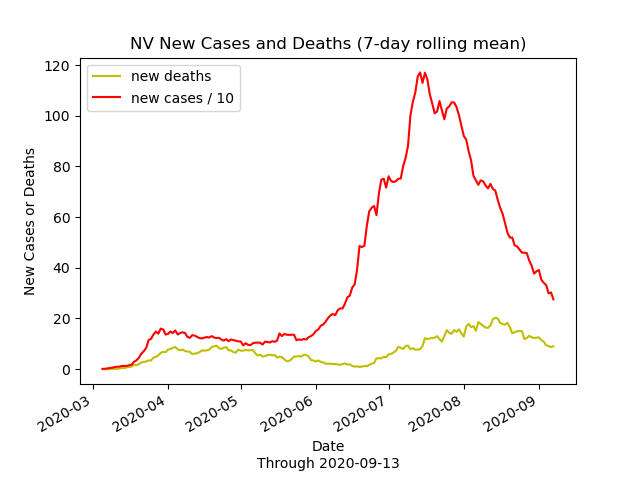 NV New Cases and Deaths (7-day rolling mean)
new deaths
new cases / 10
120
100
80
60
40
20
0
New Cases or Deaths
2020-03
2020-04
2020-05
2020-06
2020-07
2020-08
2020-09
Date
Through 2020-09-13